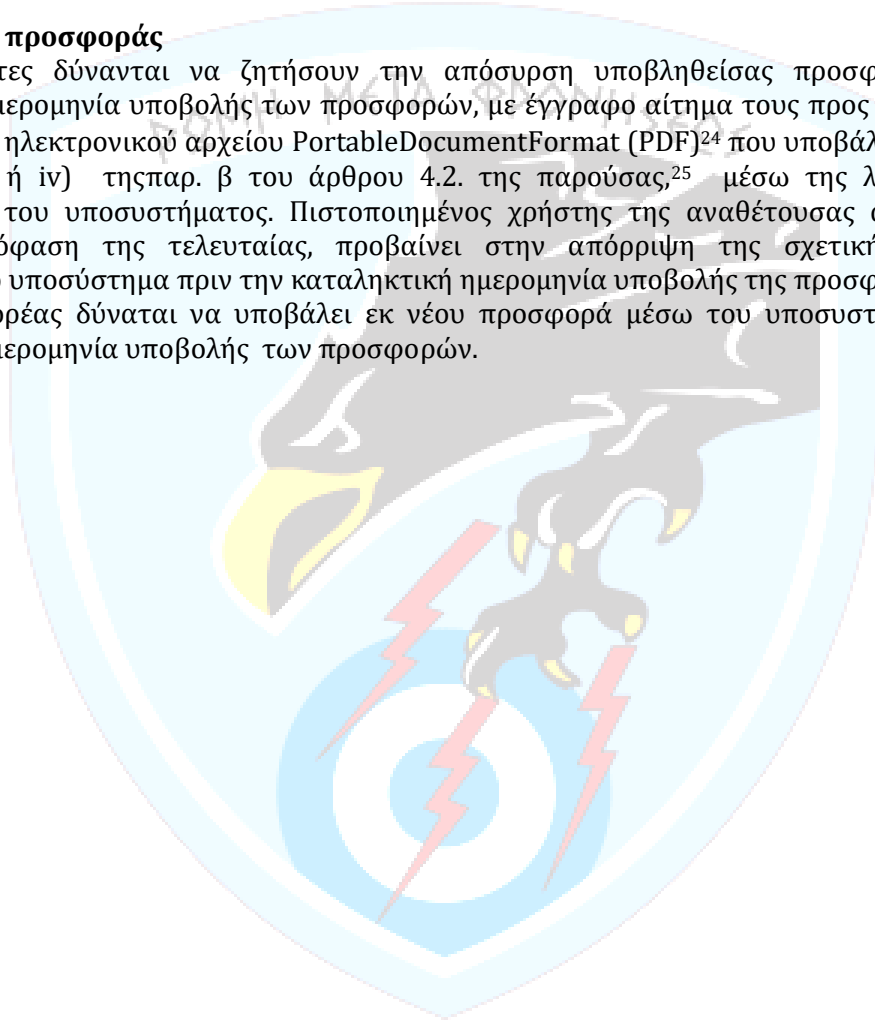 προσφοράς
τες δύνανται να ζητήσουν την απόσυρση υποβληθείσας προσφ
μερομηνία υποβολής των προσφορών, με έγγραφο αίτημα τους προς
ΡΩΜΗ ΜΕΤΑ ΦΡΟΝΗΣΕΩΣ
ηλεκτρονικού αρχείου PortableDocumentFormat (PDF)24 που υποβάλ
ή iv) τηςπαρ. β του άρθρου 4.2. της παρούσας,25 μέσω της λ
του υποσυστήματος. Πιστοποιημένος χρήστης της αναθέτουσας
όφαση της τελευταίας, προβαίνει στην απόρριψη της σχετική
υποσύστημα πριν την καταληκτική ημερομηνία υποβολής της προσφ
ρέας δύναται να υποβάλει εκ νέου προσφορά μέσω του υποσυστ
μερομηνία υποβολής των προσφορών.